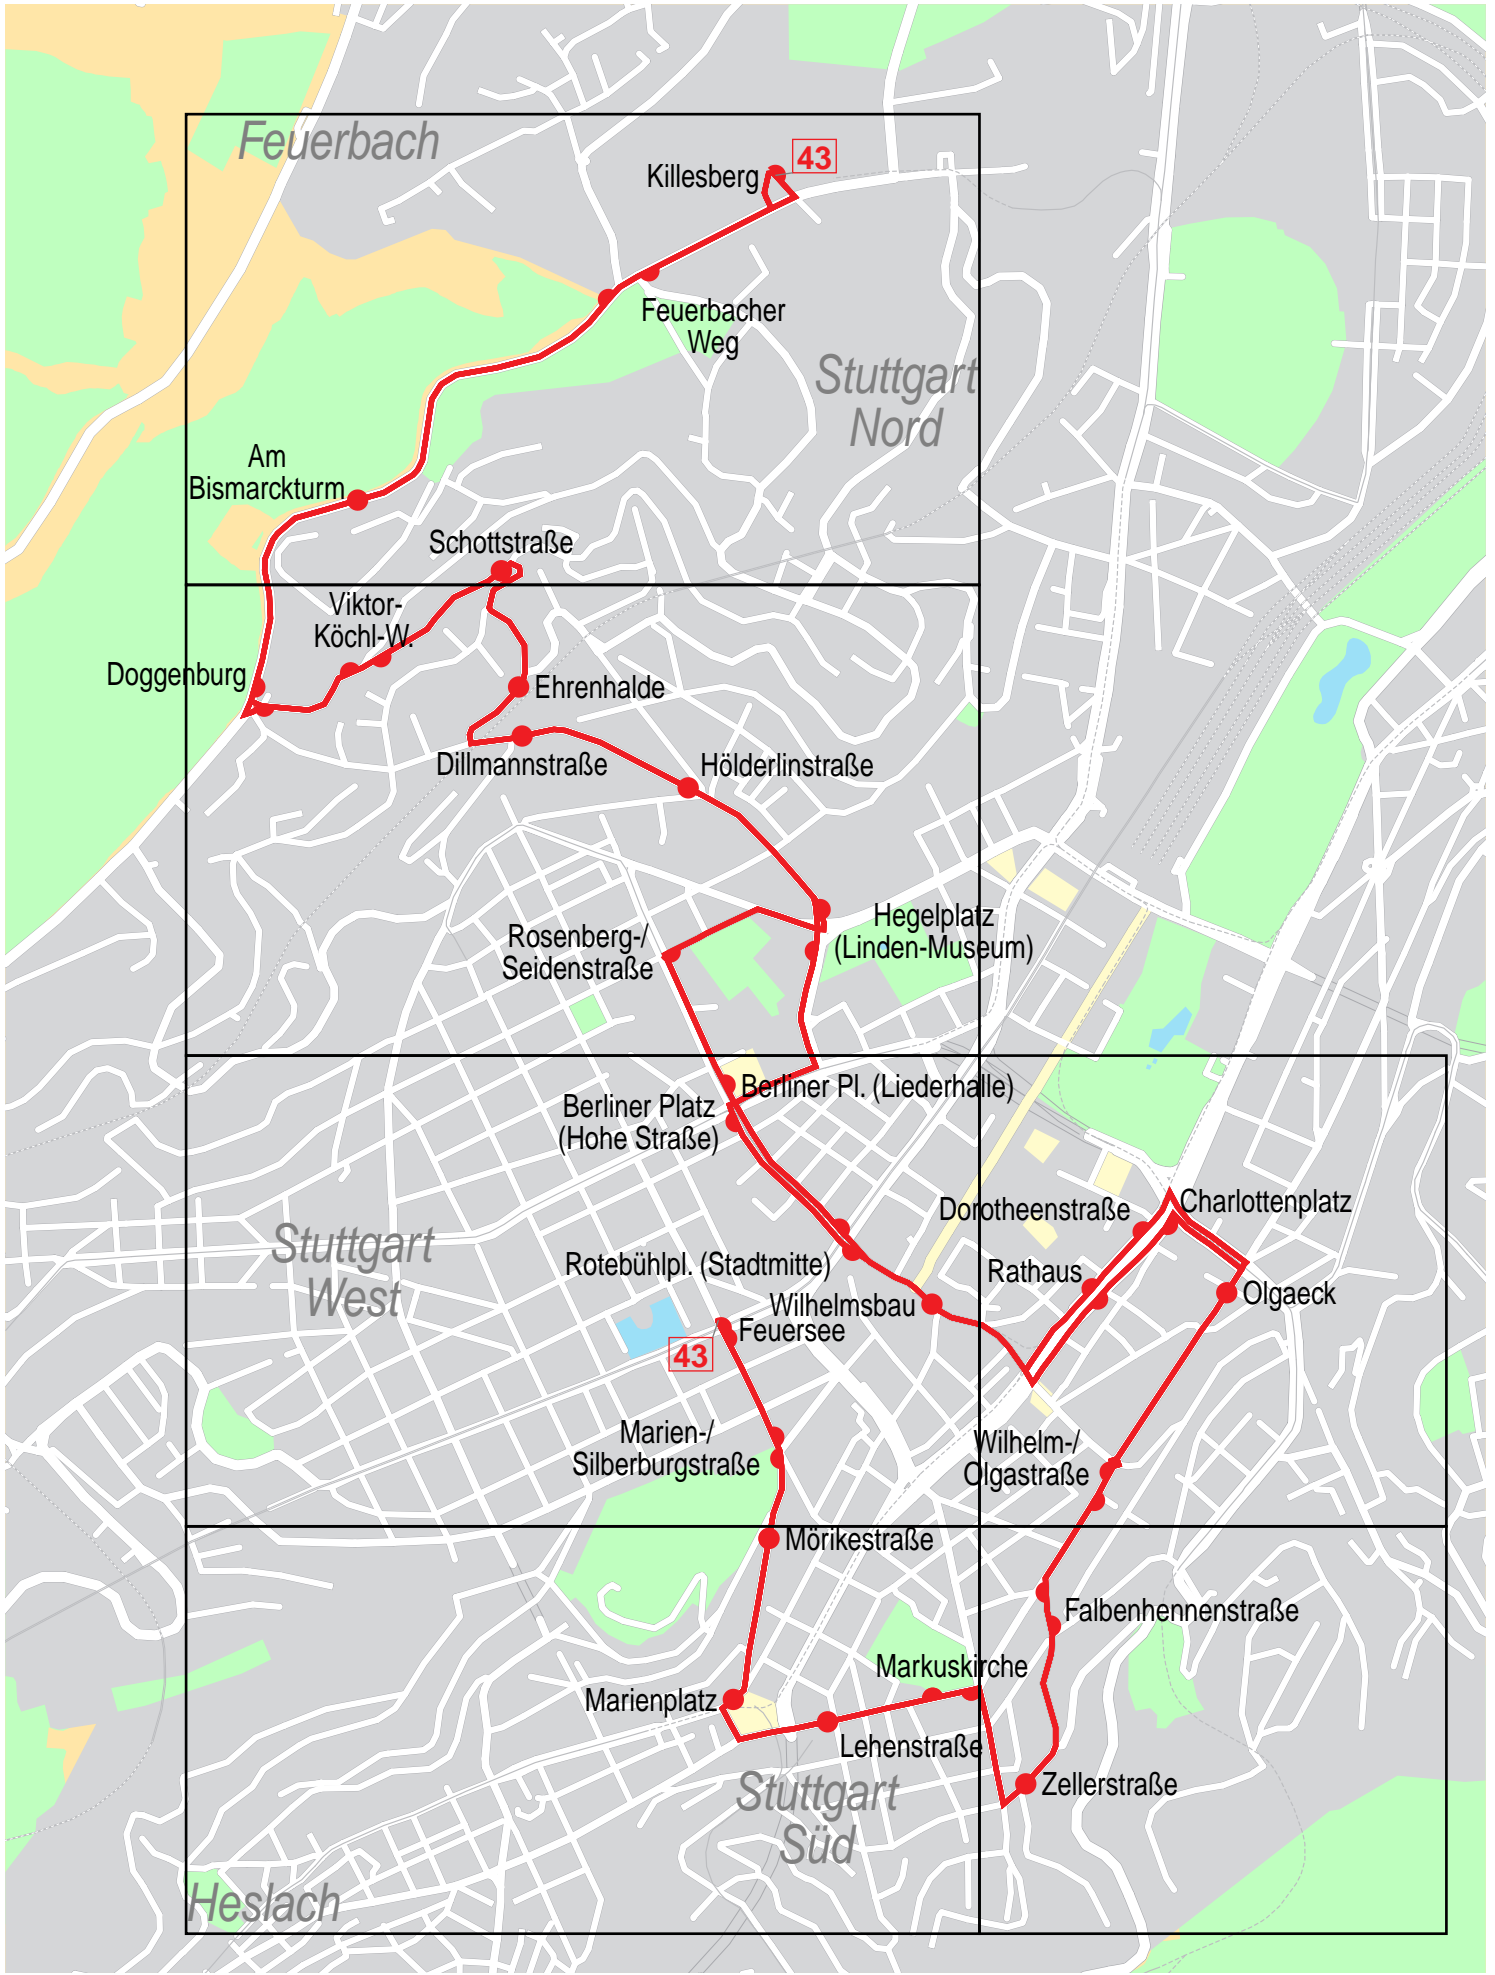 Feuerbach
43
Killesberg
Feuerbacher
Weg
Stuttgart
Nord
Am
Bismarckturm
Schottstraße
Viktor-
Köchl-W.
Doggenburg
Ehrenhalde
Dillmannstraße
Hölderlinstraße
Hegelplatz
(Linden-Museum)
Rosenberg-/
Seidenstraße
Berliner Pl. (Liederhalle)
Berliner Platz
(Hohe Straße)
Charlottenplatz
Dorotheenstraße
Stuttgart
West
Rotebühlpl. (Stadtmitte)
Rathaus
Olgaeck
Wilhelmsbau
Feuersee
43
Marien-/
Silberburgstraße
Wilhelm-/
Olgastraße
Mörikestraße
Falbenhennenstraße
Markuskirche
Marienplatz
Lehenstraße
Zellerstraße
Stuttgart
Süd
Heslach